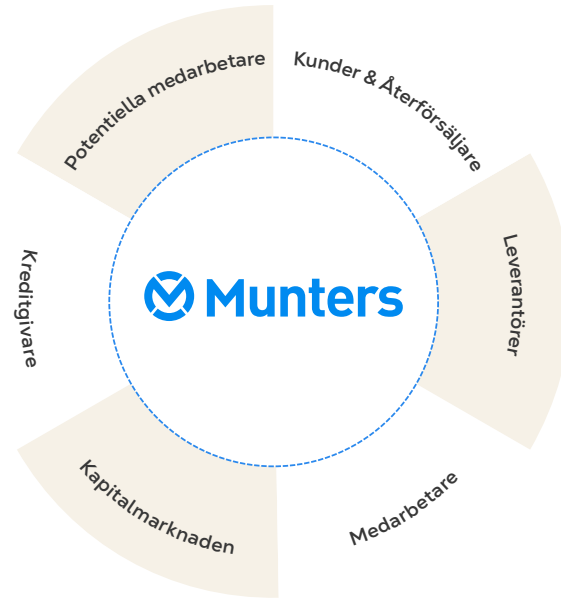 Potentiella medarbetare
Kunder & Återförsäljare
Kreditgivare
Munters
Leverantörer
Kapitalmarknaden
Medarbetare